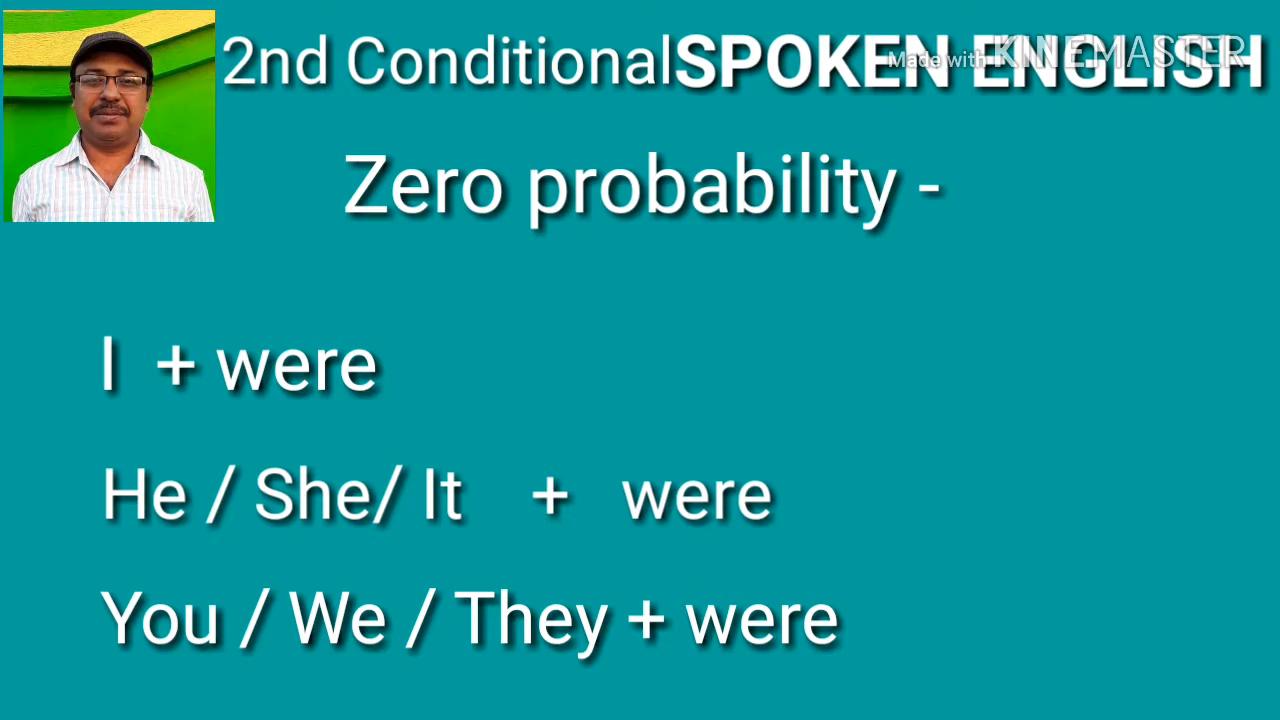 2nd Conditional SPOKEN ENGLISH
Made with KINEMASTER
Zero probability -
I + were
He / She/ It + were
You / We / They + were